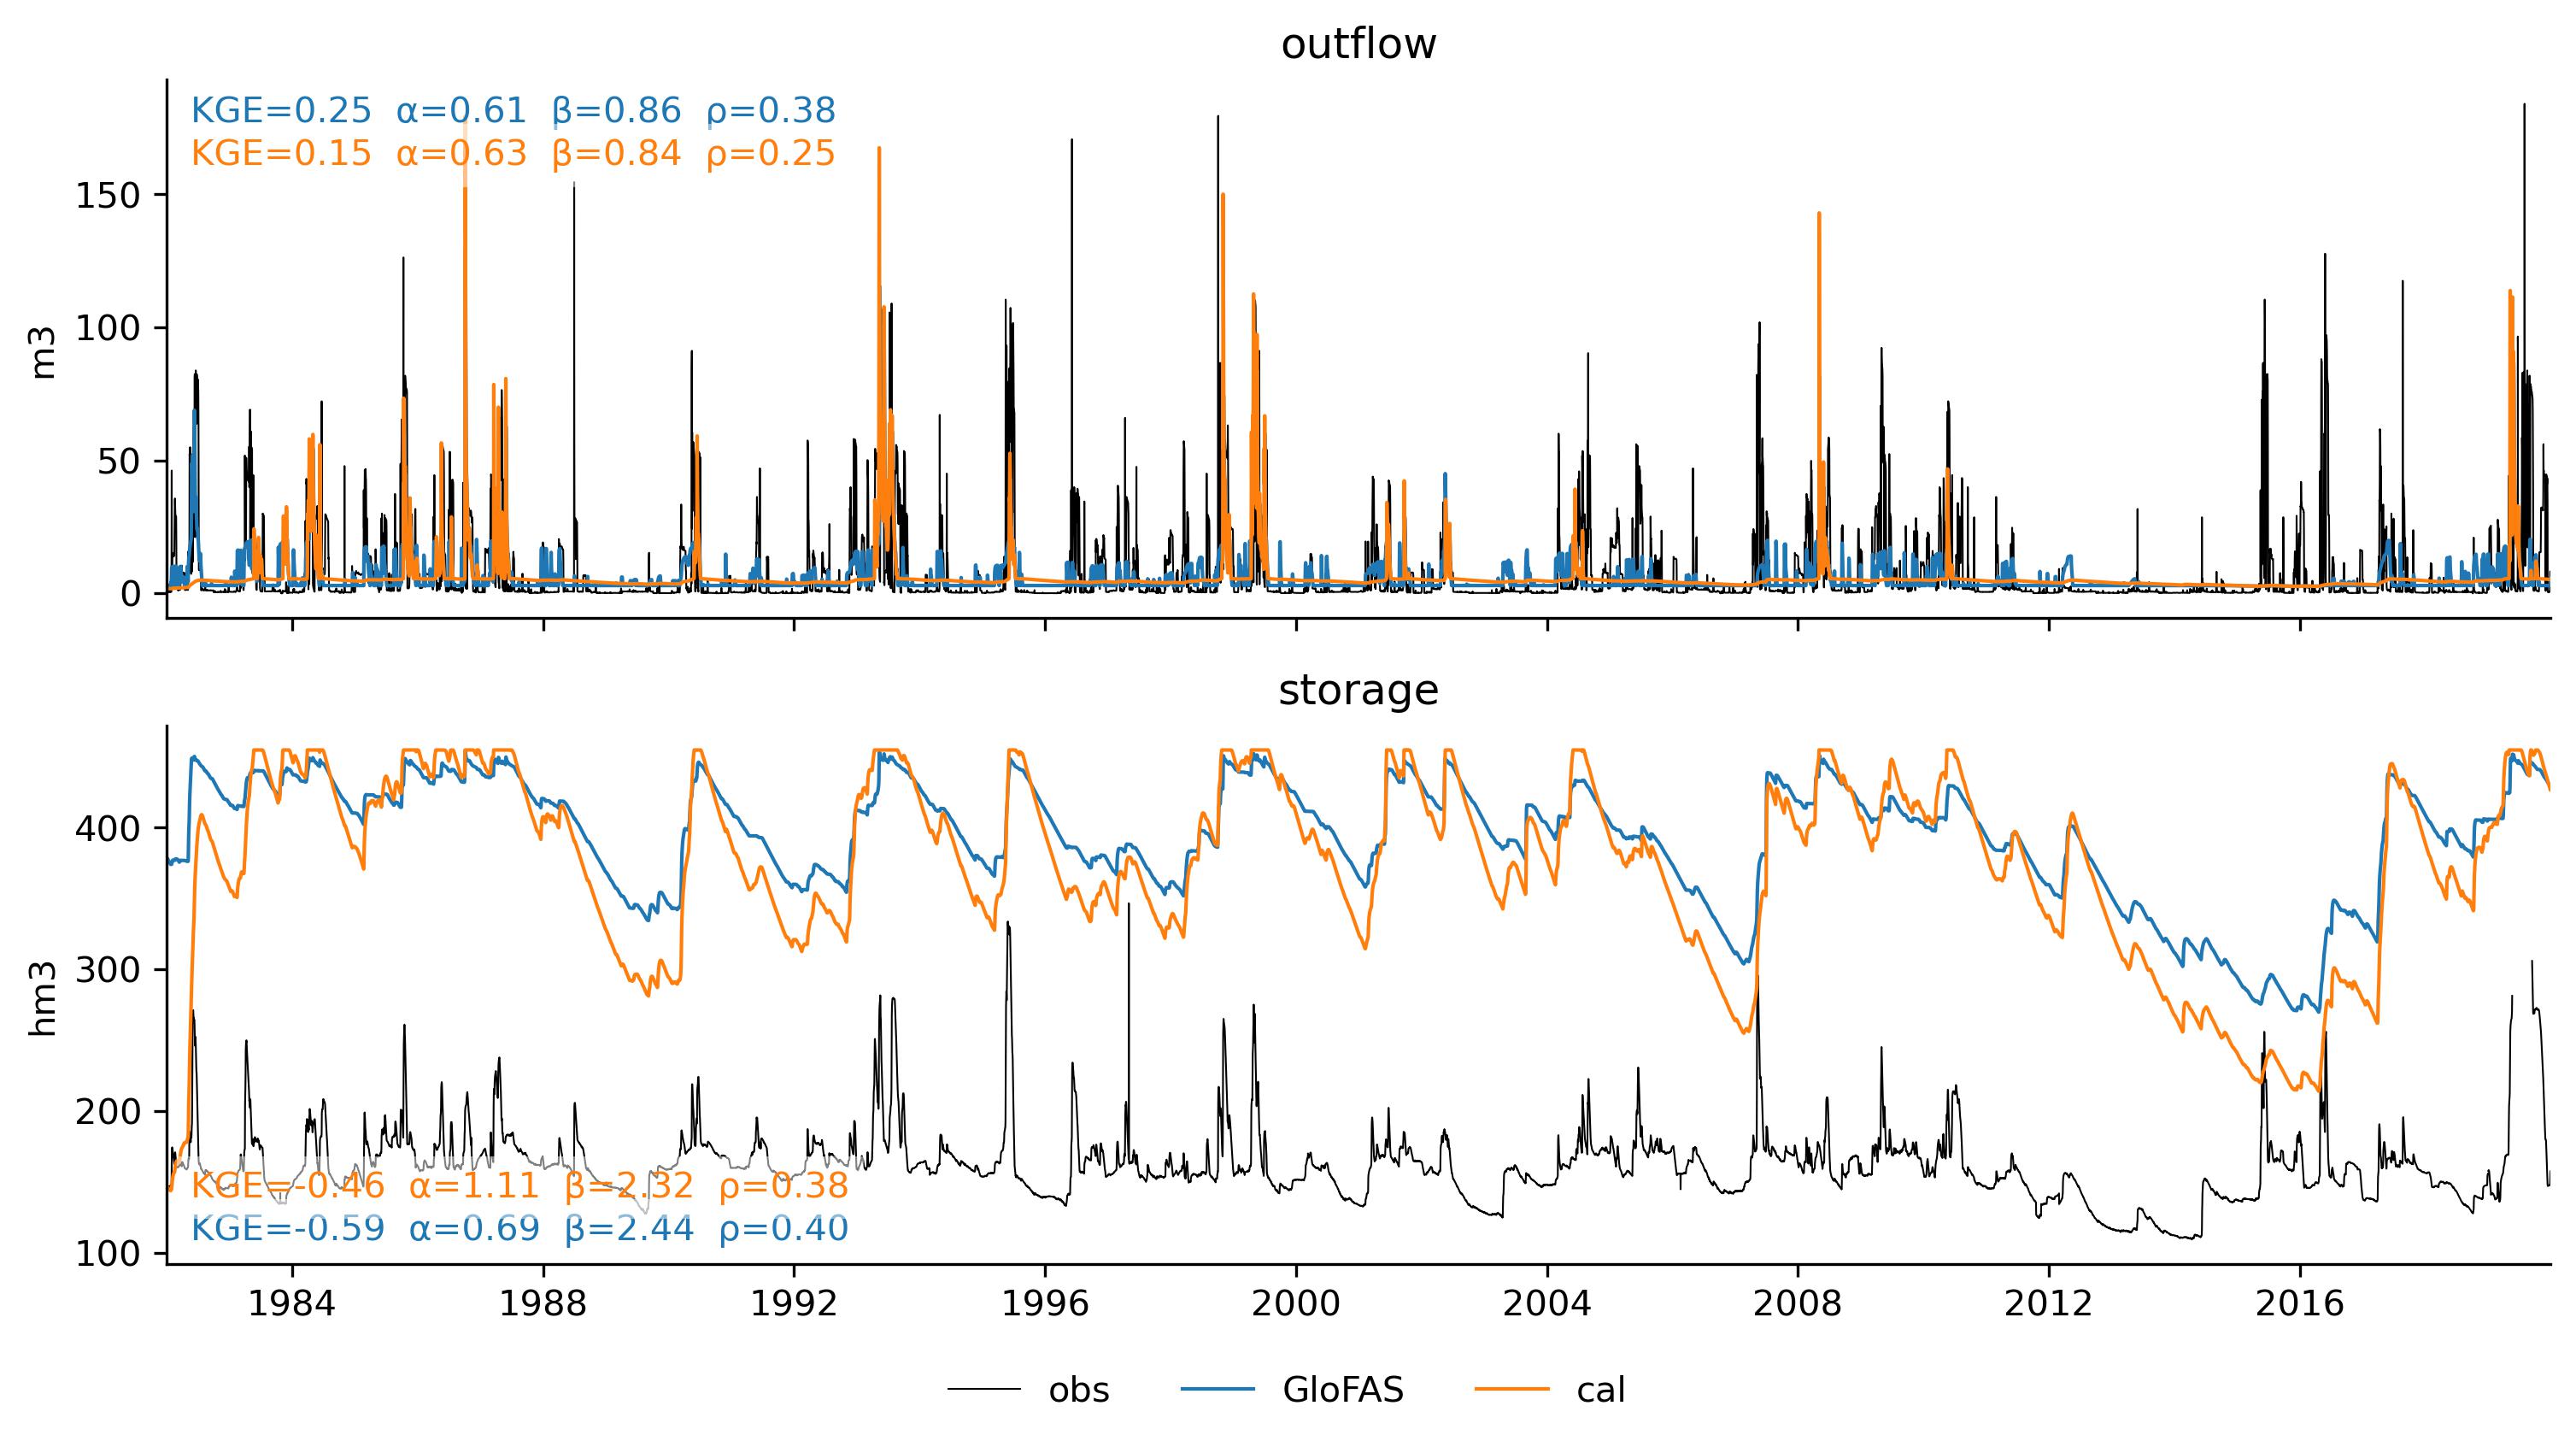 outflow
KGE=0.25 α=0.61 β=0.86 ρ=0.38
KGE=0.15 α=0.63 β=0.84 ρ=0.25
150
100
50
0
m3
storage
400
300
200
100
hm3
KGE=-0.46 α=1.11 β=2.32 ρ=0.38
KGE=-0.59 α=0.69 β=2.44 ρ=0.40
1984 1988 1992 1996 2000 2004 2008 2012 2016
obs GloFAS cal